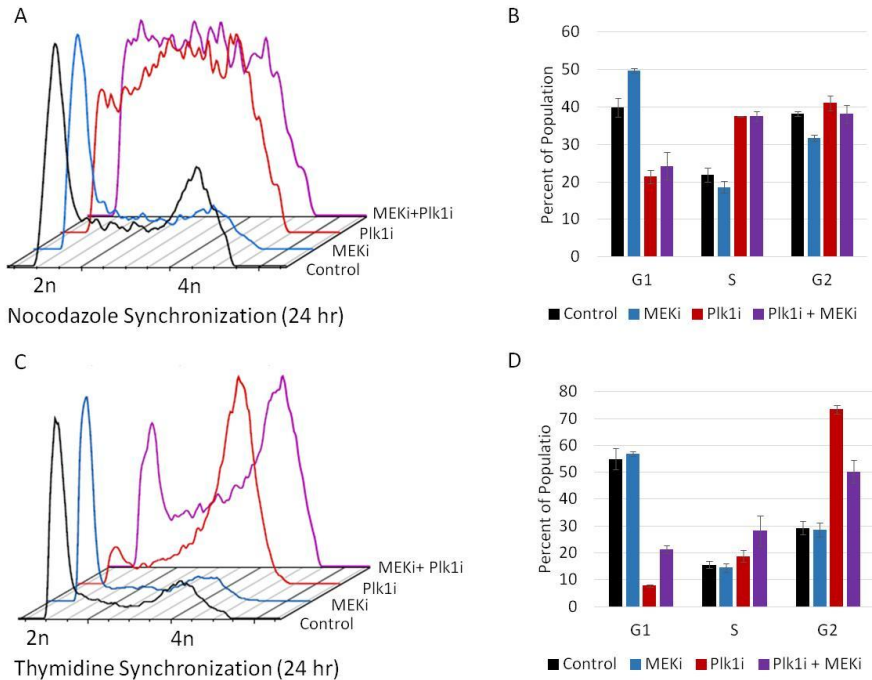 A
MEKi+Plk1i
Plk1i
MEKi
Control
2n
4n
Nocodazole Synchronization (24 hr)
B
Percent of Population
60
50
40
30
20
10
0
G1
S
G2
Control
MEKi
Plk1i
Plk1i + MEKi
C
MEKi+ Plk1i
Plk1i
MEKi
Control
2n
4n
Thymidine Synchronization (24 hr)
D
Percent of Populatio
80
70
60
50
40
30
20
10
0
G1
S
G2
Control
MEKi
Plk1i
Plk1i + MEKi